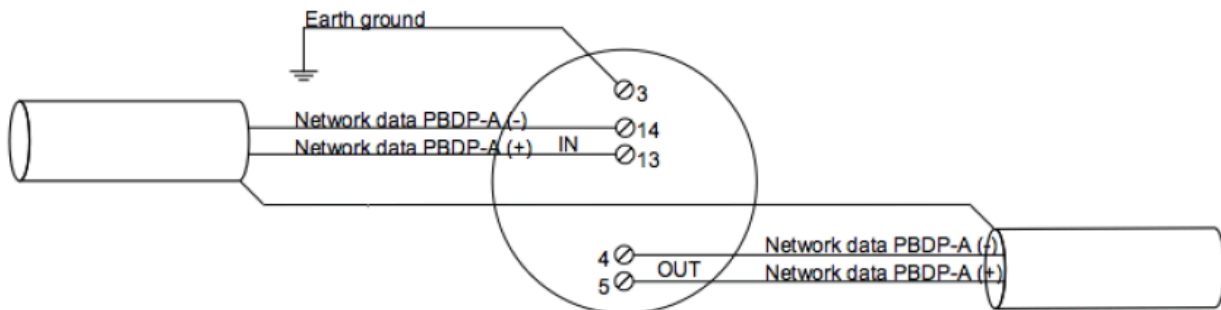 Earth ground
3
Network data PBDP-A (-)
14
Network data PBDP-A (+)
IN
13
4
Network data PBDP-A (-)
OUT
5
Network data PBDP-A (+)